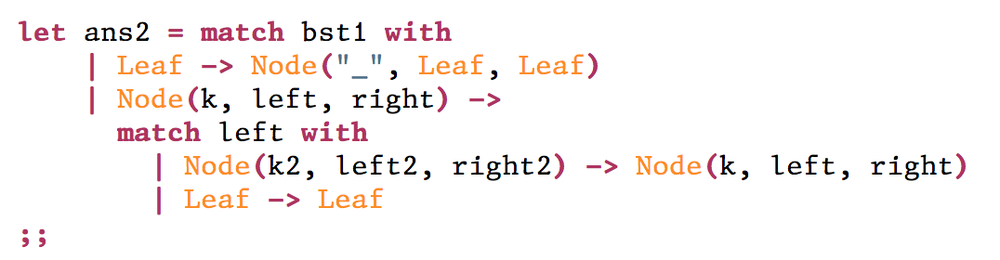 let ans2 = match bst1 with
    | Leaf -> Node("_", Leaf, Leaf)
    | Node(k, left, right) ->
      match left with
        | Node(k2, left2, right2) -> Node(k, left, right)
        | Leaf -> Leaf
;;